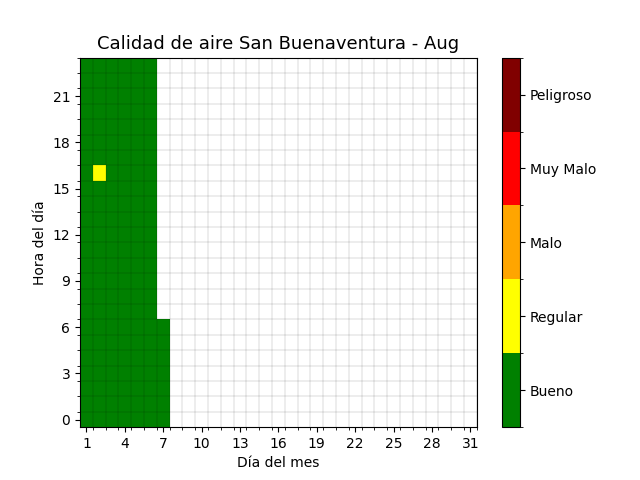 Calidad de aire San Buenaventura - Aug
Hora del día
21
18
15
12
9
6
3
0
1 4 7 10 13 16 19 22 25 28 31
Día del mes
Peligroso
Muy Malo
Malo
Regular
Bueno